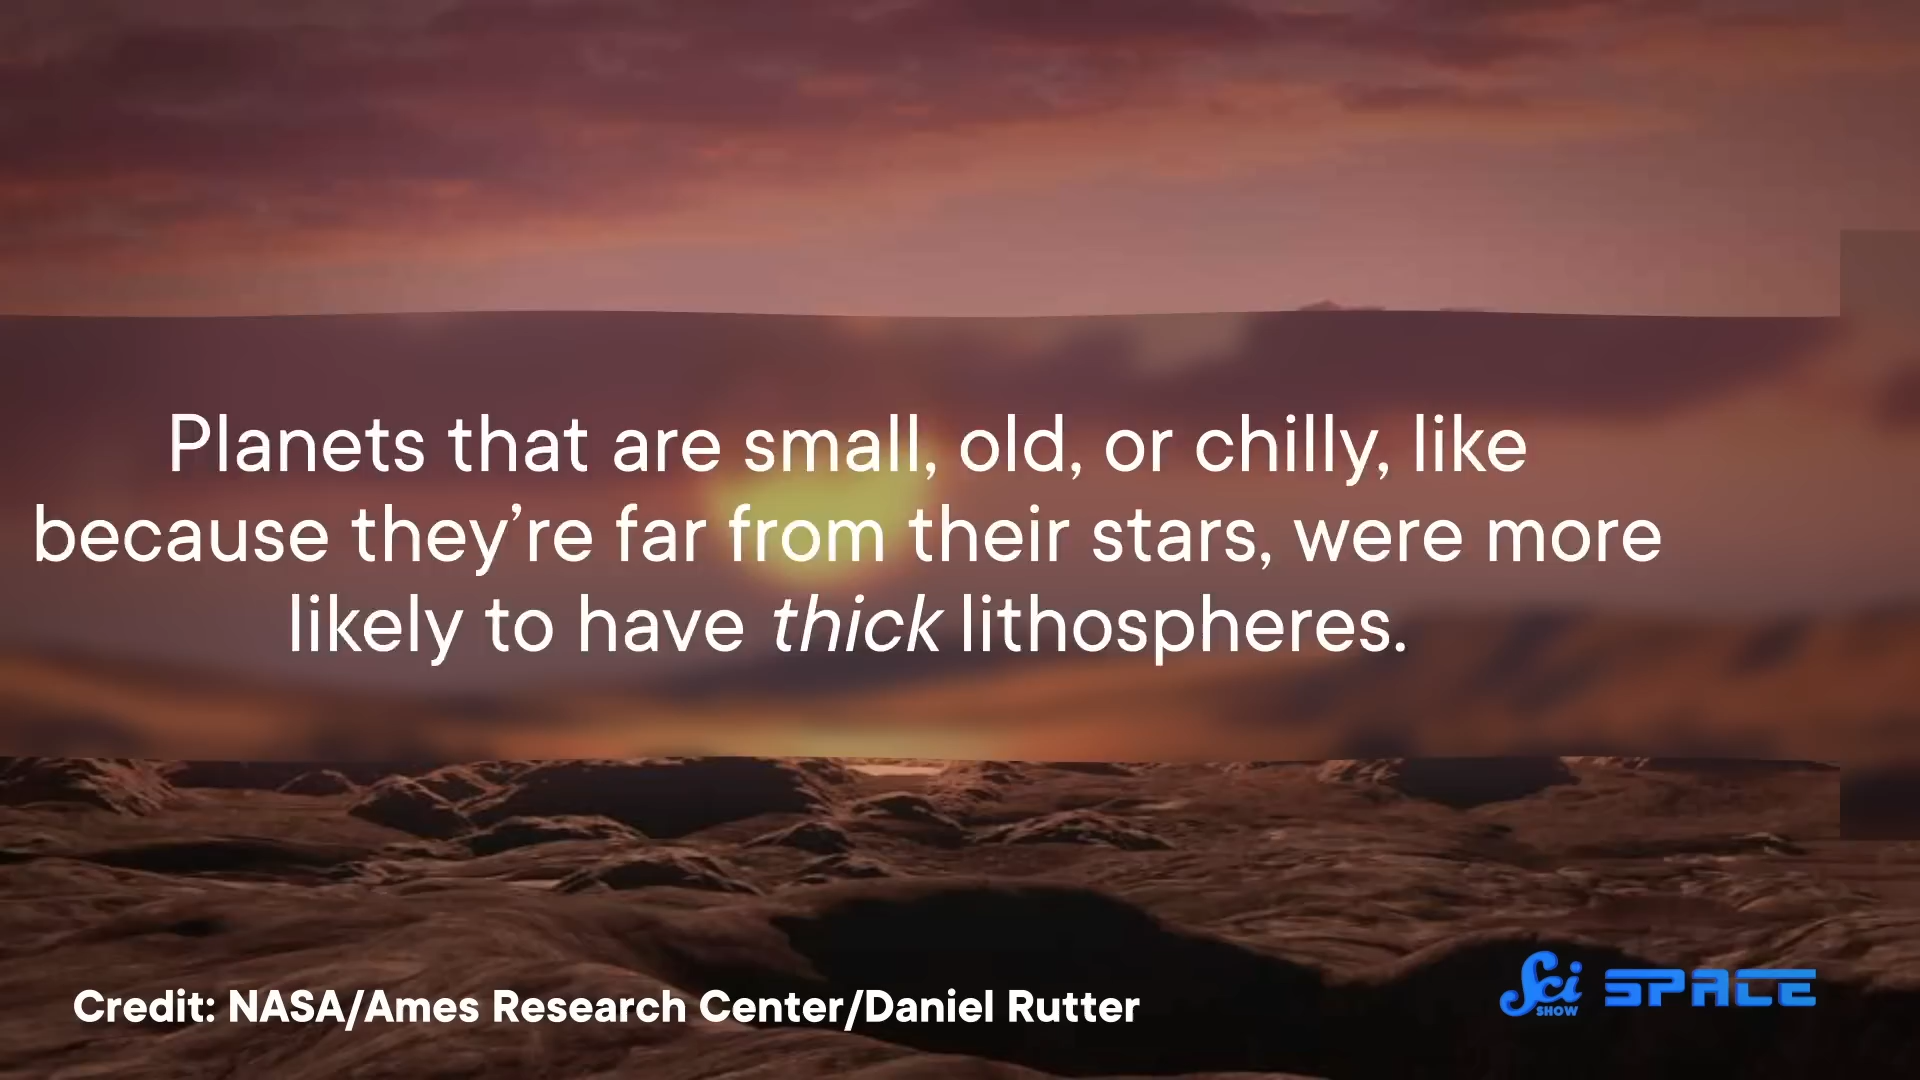 Planets that are small, old, or chilly, like
because they’re far from their stars, were more
likely to have thick lithospheres.
Credit: NASA/Ames Research Center/Daniel Rutter
Sci SHOW SPACE